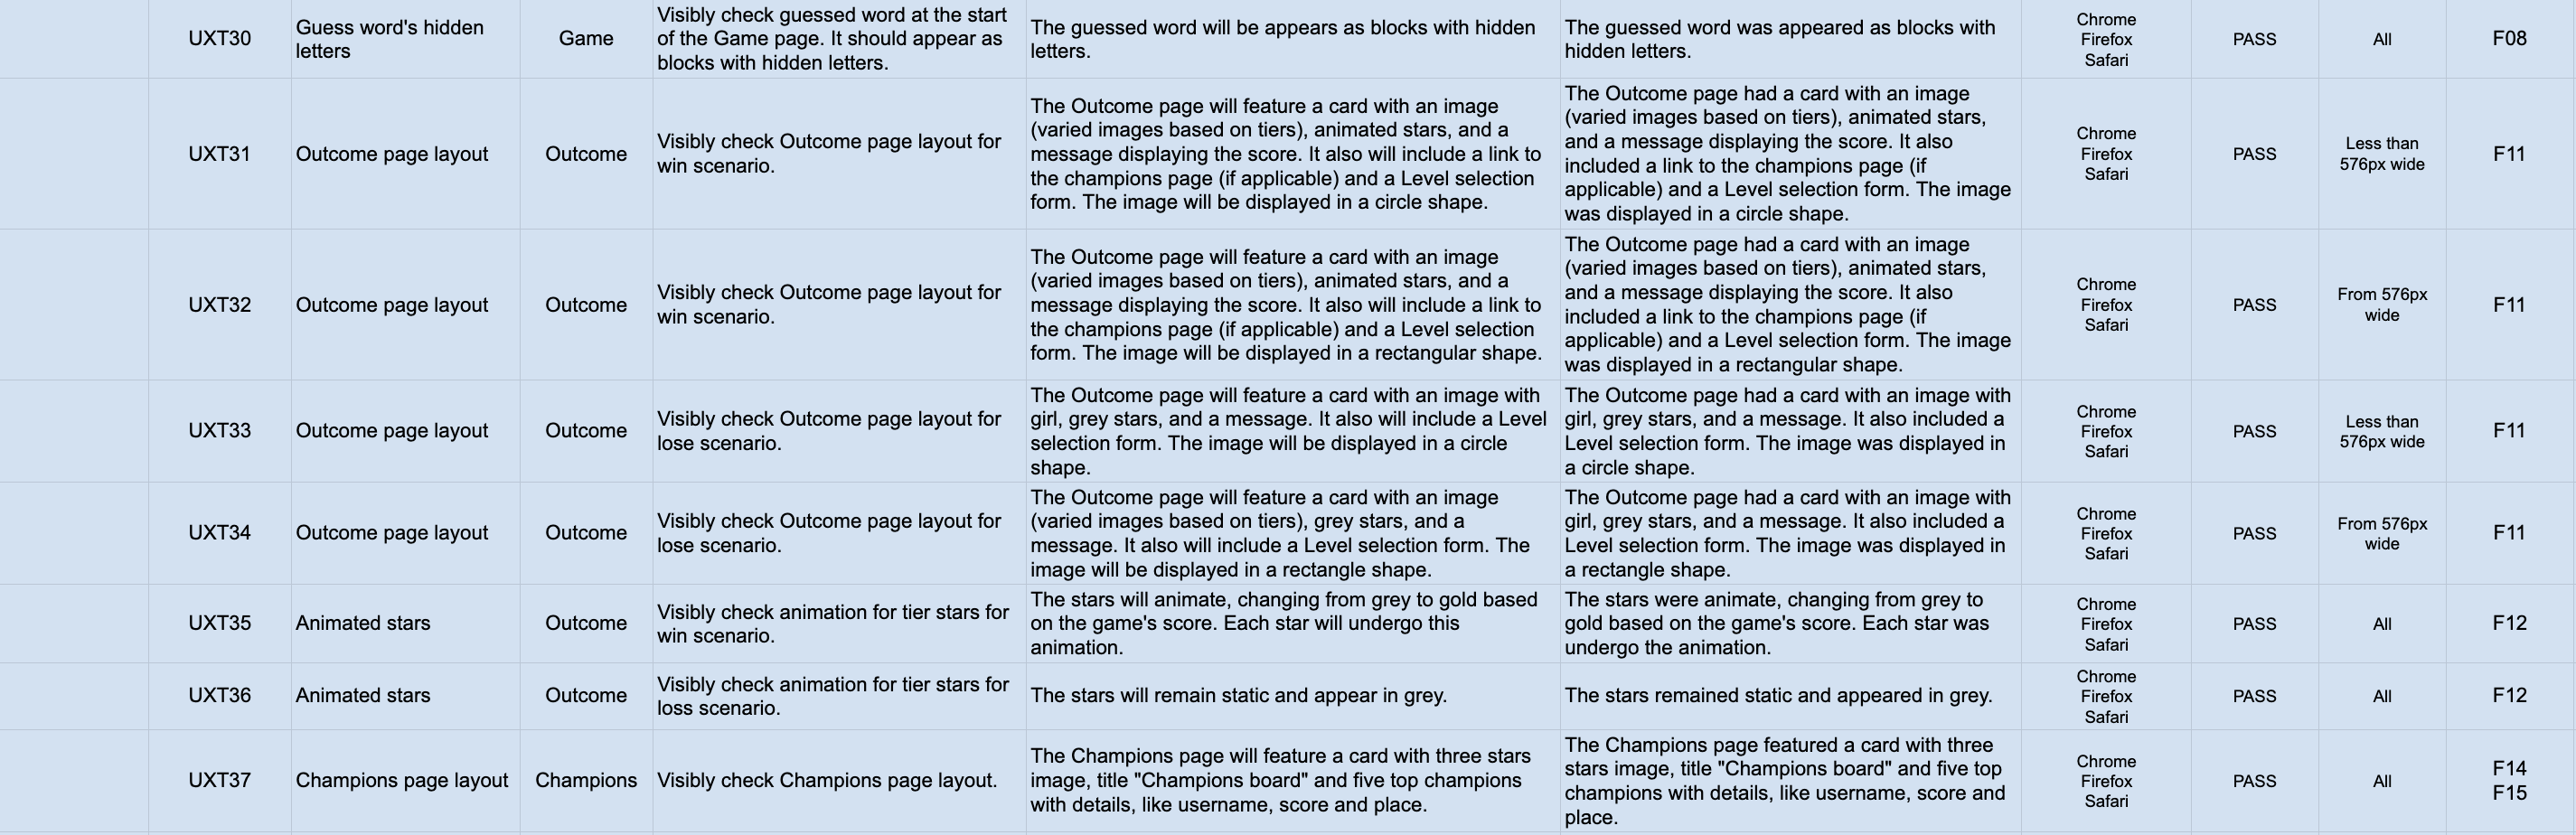 UXT30
Guess word's hidden
letters
Game
Visibly check guessed word at the start
of the Game page. It should appear as
blocks with hidden letters.
The guessed word will be appears as blocks with hidden
letters.
The guessed word was appeared as blocks with
hidden letters.
Chrome
Firefox
Safari
PASS
All
F08
UXT31
Outcome page layout
Outcome
Visibly check Outcome page layout for
win scenario.
The Outcome page will feature a card with an image
(varied images based on tiers), animated stars, and a
message displaying the score. It also will include a link to
the champions page (if applicable) and a Level selection
form. The image will be displayed in a circle shape.
The Outcome page had a card with an image
(varied images based on tiers), animated stars,
and a message displaying the score. It also
included a link to the champions page (if
applicable) and a Level selection form. The image
was displayed in a circle shape.
Chrome
Firefox
Safari
PASS
Less than
576px wide
F11
UXT32
Outcome page layout
Outcome
Visibly check Outcome page layout for
win scenario.
The Outcome page will feature a card with an image
(varied images based on tiers), animated stars, and a
message displaying the score. It also will include a link to
the champions page (if applicable) and a Level selection
form. The image will be displayed in a rectangular shape.
The Outcome page had a card with an image
(varied images based on tiers), animated stars,
and a message displaying the score. It also
included a link to the champions page (if
applicable) and a Level selection form. The image
was displayed in a rectangular shape.
Chrome
Firefox
Safari
PASS
From 576px
wide
F11
UXT33
Outcome page layout
Outcome
Visibly check Outcome page layout for
lose scenario.
The Outcome page will feature a card with an image with
girl, grey stars, and a message. It also will include a Level
selection form. The image will be displayed in a circle
shape.
The Outcome page had a card with an image with
girl, grey stars, and a message. It also included a
Level selection form. The image was displayed in
a circle shape.
Chrome
Firefox
Safari
PASS
Less than
576px wide
F11
UXT34
Outcome page layout
Outcome
Visibly check Outcome page layout for
lose scenario.
The Outcome page will feature a card with an image
(varied images based on tiers), grey stars, and a
message. It also will include a Level selection form. The
image will be displayed in a rectangle shape.
The Outcome page had a card with an image with
girl, grey stars, and a message. It also included a
Level selection form. The image was displayed in
a rectangle shape.
Chrome
Firefox
Safari
PASS
From 576px
wide
F11
UXT35
Animated stars
Outcome
Visibly check animation for tier stars for
win scenario.
The stars will animate, changing from grey to gold based
on the game's score. Each star will undergo this
animation.
The stars were animate, changing from grey to
gold based on the game's score. Each star was
undergo the animation.
Chrome
Firefox
Safari
PASS
All
F12
UXT36
Animated stars
Outcome
Visibly check animation for tier stars for
loss scenario.
The stars will remain static and appear in grey.
The stars remained static and appeared in grey.
Chrome
Firefox
Safari
PASS
All
F12
UXT37
Champions page layout
Champions
Visibly check Champions page layout.
The Champions page will feature a card with three stars
image, title "Champions board" and five top champions
with details, like username, score and place.
The Champions page featured a card with three
stars image, title "Champions board" and five top
champions with details, like username, score and
place.
Chrome
Firefox
Safari
PASS
All
F14
F15